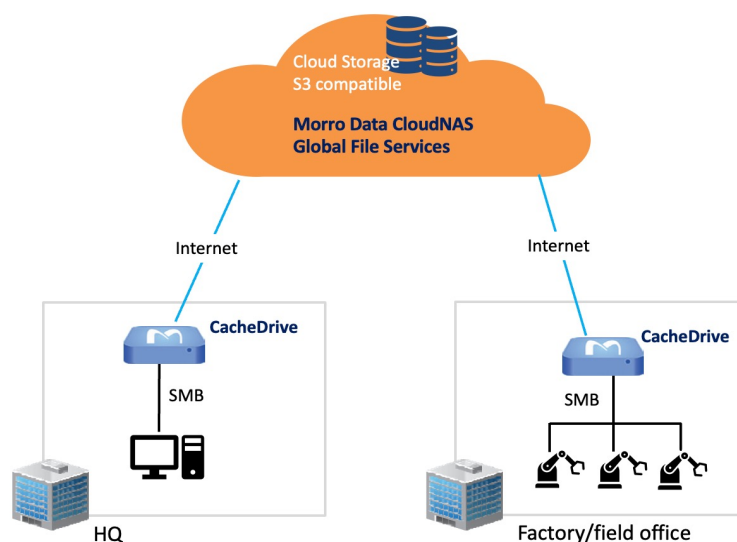 Cloud Storage
S3 compatible
Morro Data CloudNAS
Global File Services
Internet
Internet
CacheDrive
CacheDrive
SMB
SMB
HQ
Factory/field office